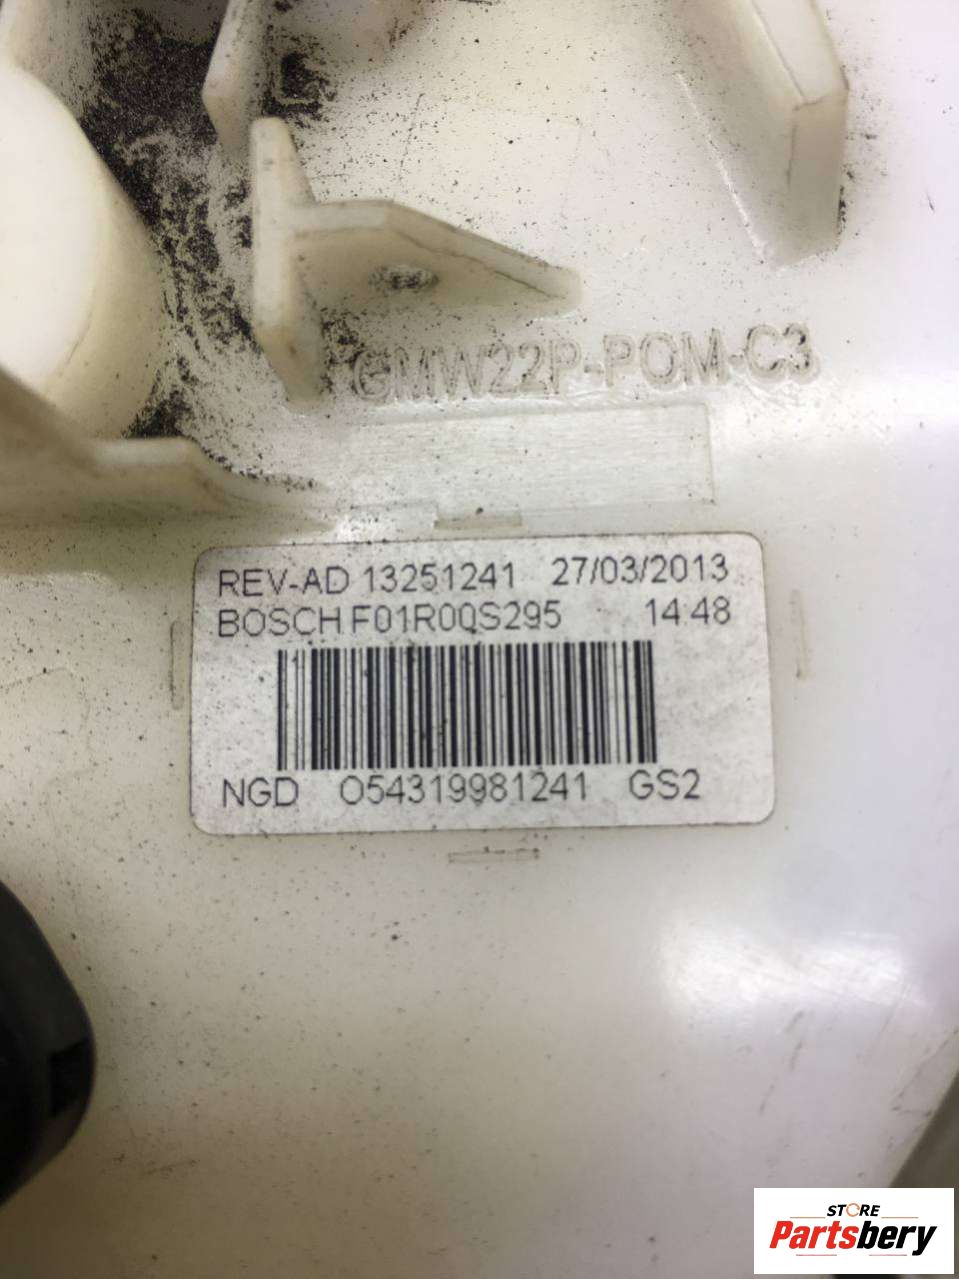 GMW22P-POM-C3
REV-AD 13251241 27/03/2013
BOSCH F01R00S295 14:48
NGD O54319981241 GS2
STORE
Partsbery